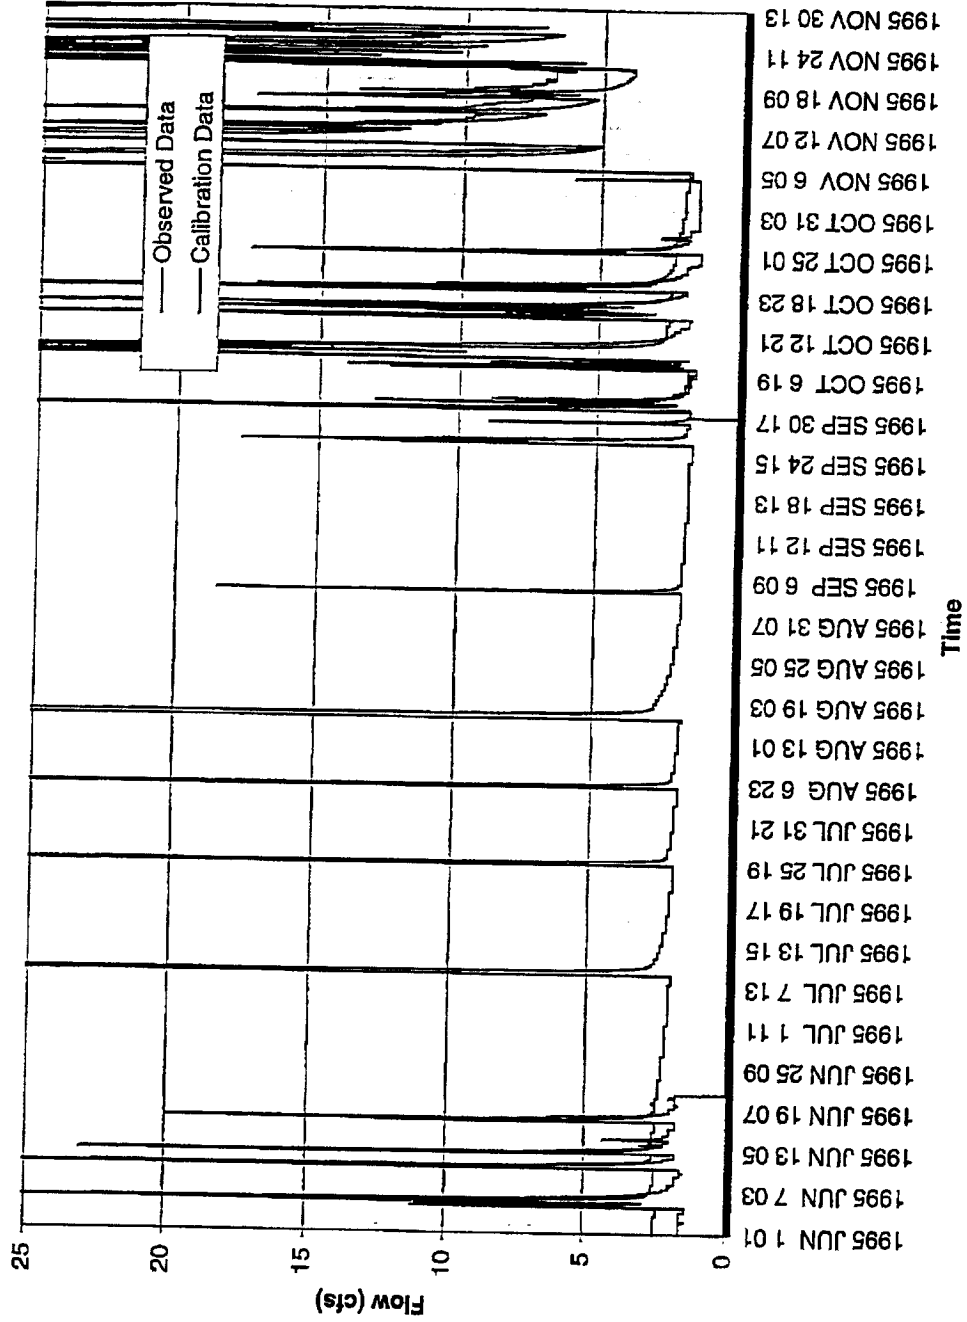 Flow (cfs)
25
20
15
10
5
0
Observed Data
Calibration Data
1995 JUN 1 01
1995 JUN 7 03
1995 JUN 13 05
1995 JUN 19 07
1995 JUN 25 09
1995 JUL 1 11
1995 JUL 7 13
1995 JUL 13 15
1995 JUL 19 17
1995 JUL 25 19
1995 JUL 31 21
1995 AUG 6 23
1995 AUG 13 01
1995 AUG 19 03
1995 AUG 25 05
1995 AUG 31 07
1995 SEP 6 09
1995 SEP 12 11
1995 SEP 18 13
1995 SEP 24 15
1995 SEP 30 17
1995 OCT 6 19
1995 OCT 12 21
1995 OCT 18 23
1995 OCT 25 01
1995 OCT 31 03
1995 NOV 6 05
1995 NOV 12 07
1995 NOV 18 09
1995 NOV 24 11
1995 NOV 30 13
Time